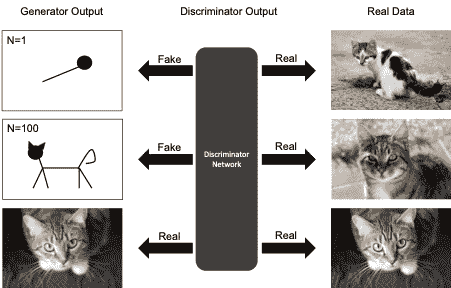 Generator Output
Discriminator Output
Real Data
N=1
Fake
Real
N=100
Fake
Real
Discriminator
Network
Real
Real